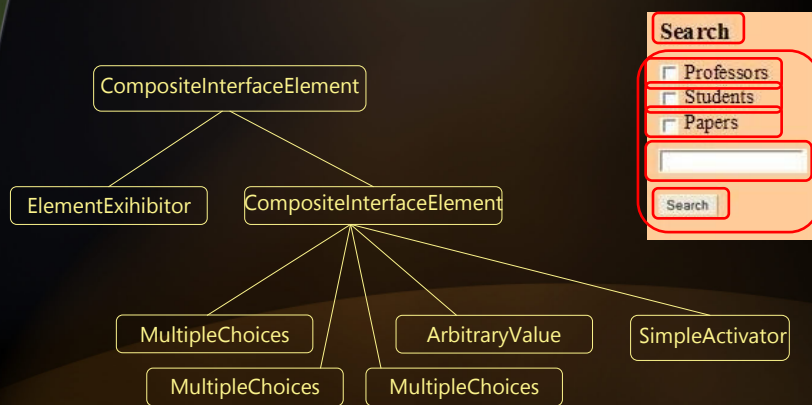 Search
Professors
Students
Papers
Search
CompositeInterfaceElement
ElementExihibitor
CompositeInterfaceElement
MultipleChoices
ArbitraryValue
SimpleActivator
MultipleChoices
MultipleChoices